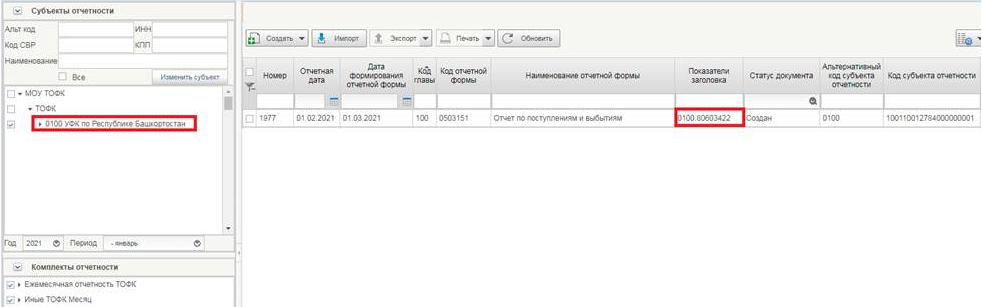 Субъекты отчетности
Альт код ИНН
Код СВР КПП
Наименование
Все Изменить субъект
МОУ ТОФК
ТОФК
0100 УФК по Республике Башкортостан
Год 2021 Период - январь
Комплекты отчетности
Ежемесячная отчетность ТОФК
Иные ТОФК Месяц
Создать Импорт Экспорт Печать Обновить
Номер Отчетная дата Дата формирования отчетной формы Код главы Код отчетной формы Наименование отчетной формы Показатели заголовка Статус документа Альтернативный код субъекта отчетности Код субъекта отчетности
1977 01.02.2021 01.03.2021 100 0503151 Отчет по поступлениям и выбытиям 0100.80603422 Создан 0100 100110012784000000001